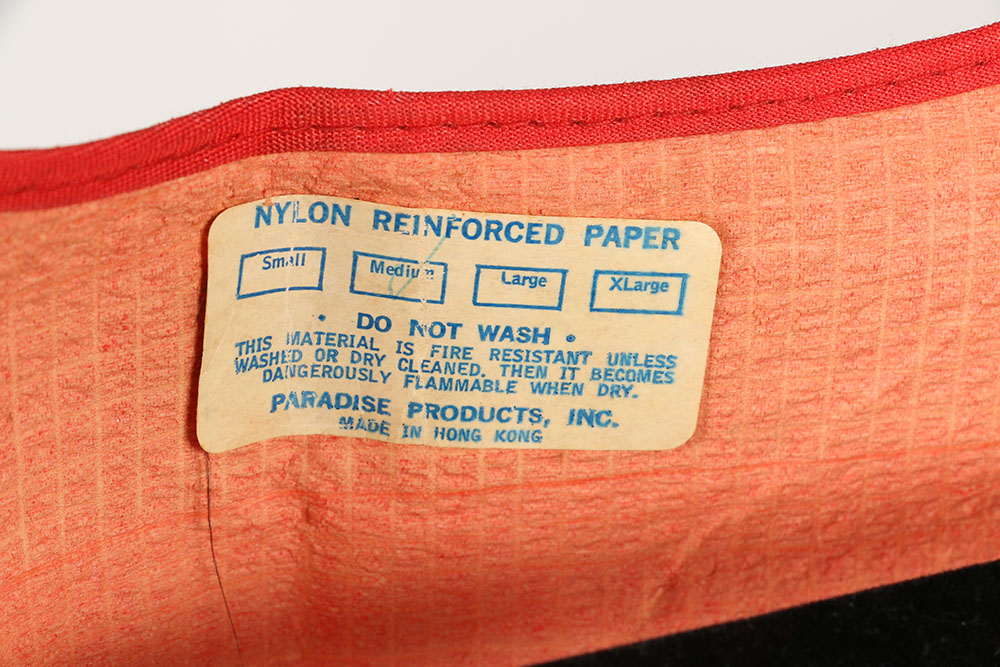 NYLON REINFORCED PAPER
Small Medium Large XLarge
• DO NOT WASH •
THIS MATERIAL IS FIRE RESISTANT UNLESS
WASHED OR DRY CLEANED. THEN IT BECOMES
DANGEROUSLY FLAMMABLE WHEN DRY.
PARADISE PRODUCTS, INC.
MADE IN HONG KONG